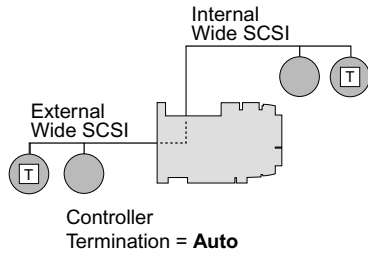 Internal
Wide SCSI
T
External
Wide SCSI
T
Controller
Termination = Auto